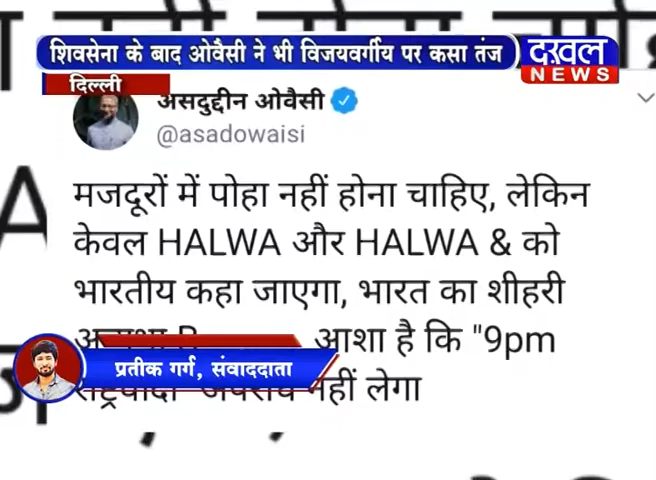 शिवसेना के बाद ओवैसी ने भी विजयवर्गीय पर कसा तंज
दख़ल
NEWS
दिल्ली
असदुद्दीन ओवैसी
@asadowaisi
मजदूरों में पोहा नहीं होना चाहिए, लेकिन
केवल HALWA और HALWA & को
भारतीय कहा जाएगा, भारत का शीहरी
आशा है कि "9pm
प्रतीक गर्ग, संवाददाता
नहीं लेगा